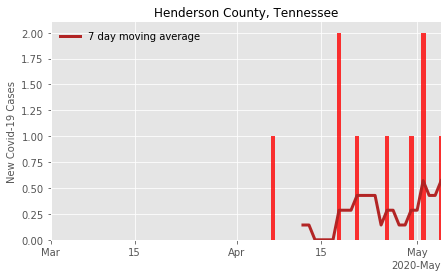 Henderson County, Tennessee
7 day moving average
New Covid-19 Cases
2.00
1.75
1.50
1.25
1.00
0.75
0.50
0.25
0.00
Mar
15
Apr
15
May
2020-May